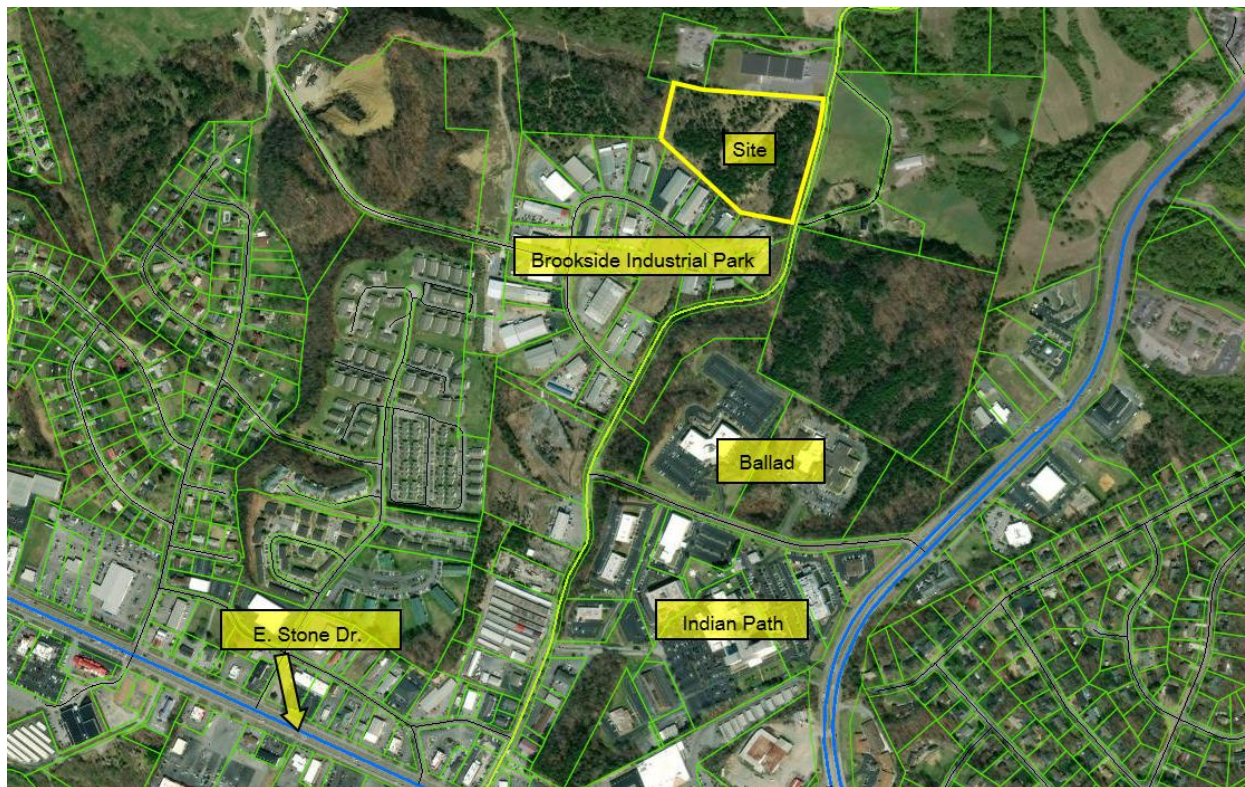 Site
Brookside Industrial Park
Ballad
Indian Path
E. Stone Dr.